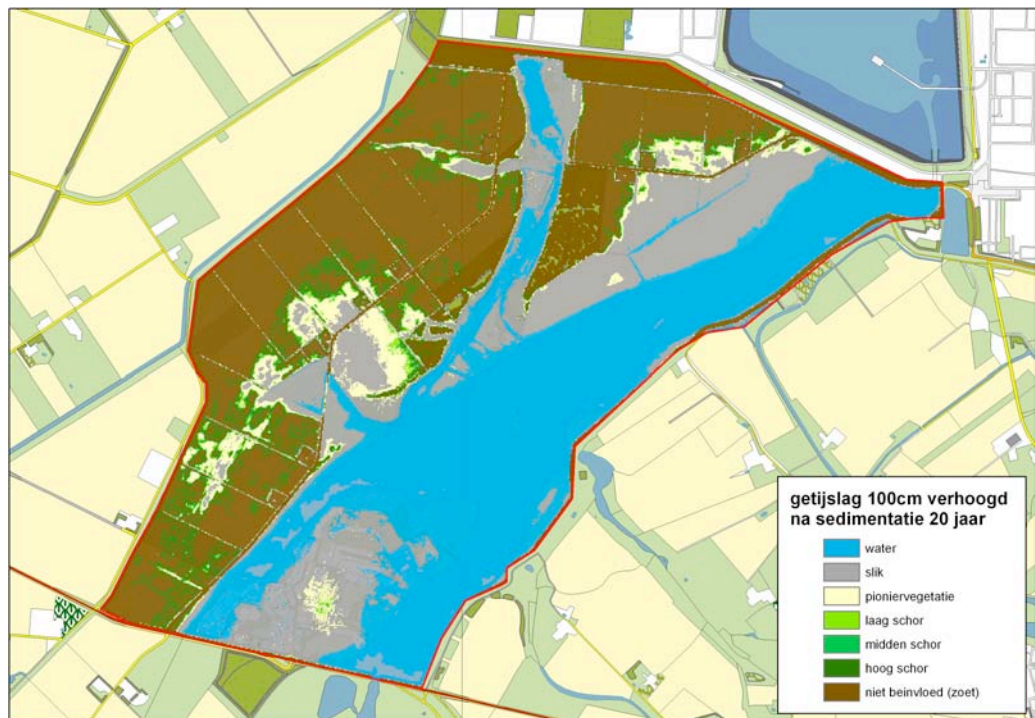 getijslag 100cm verhoogd
na sedimentatie 20 jaar
water
slik
pioniervegetatie
laag schor
midden schor
hoog schor
niet beinvloed (zoet)